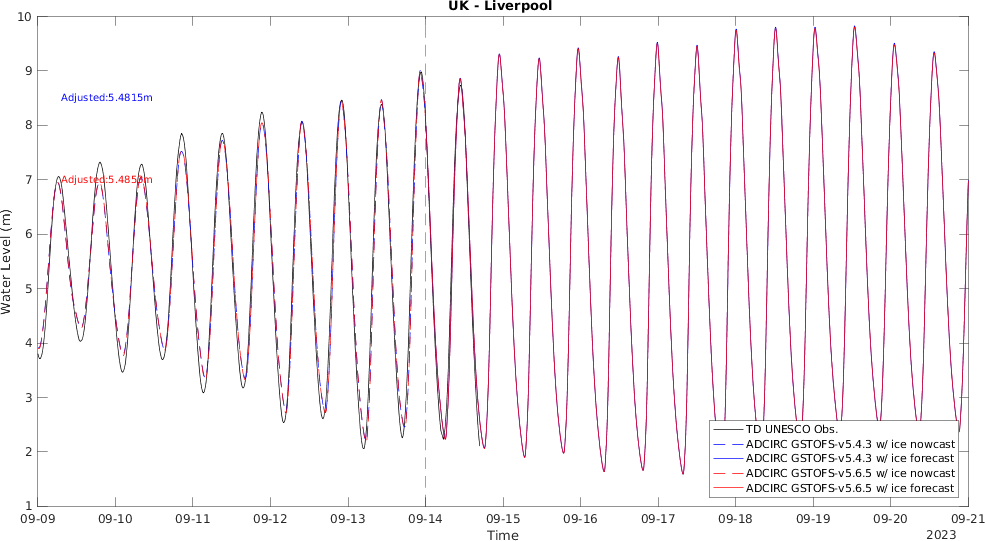 UK - Liverpool
10
9
8
7
6
5
4
3
2
1
Water Level (m)
Adjusted:5.4815m
TD UNESCO Obs.
ADCIRC GSTOFS-v5.4.3 w/ ice nowcast
ADCIRC GSTOFS-v5.4.3 w/ ice forecast
ADCIRC GSTOFS-v5.6.5 w/ ice nowcast
ADCIRC GSTOFS-v5.6.5 w/ ice forecast
09-09 09-10 09-11 09-12 09-13 09-14 09-15 09-16 09-17 09-18 09-19 09-20 09-21
Time
2023